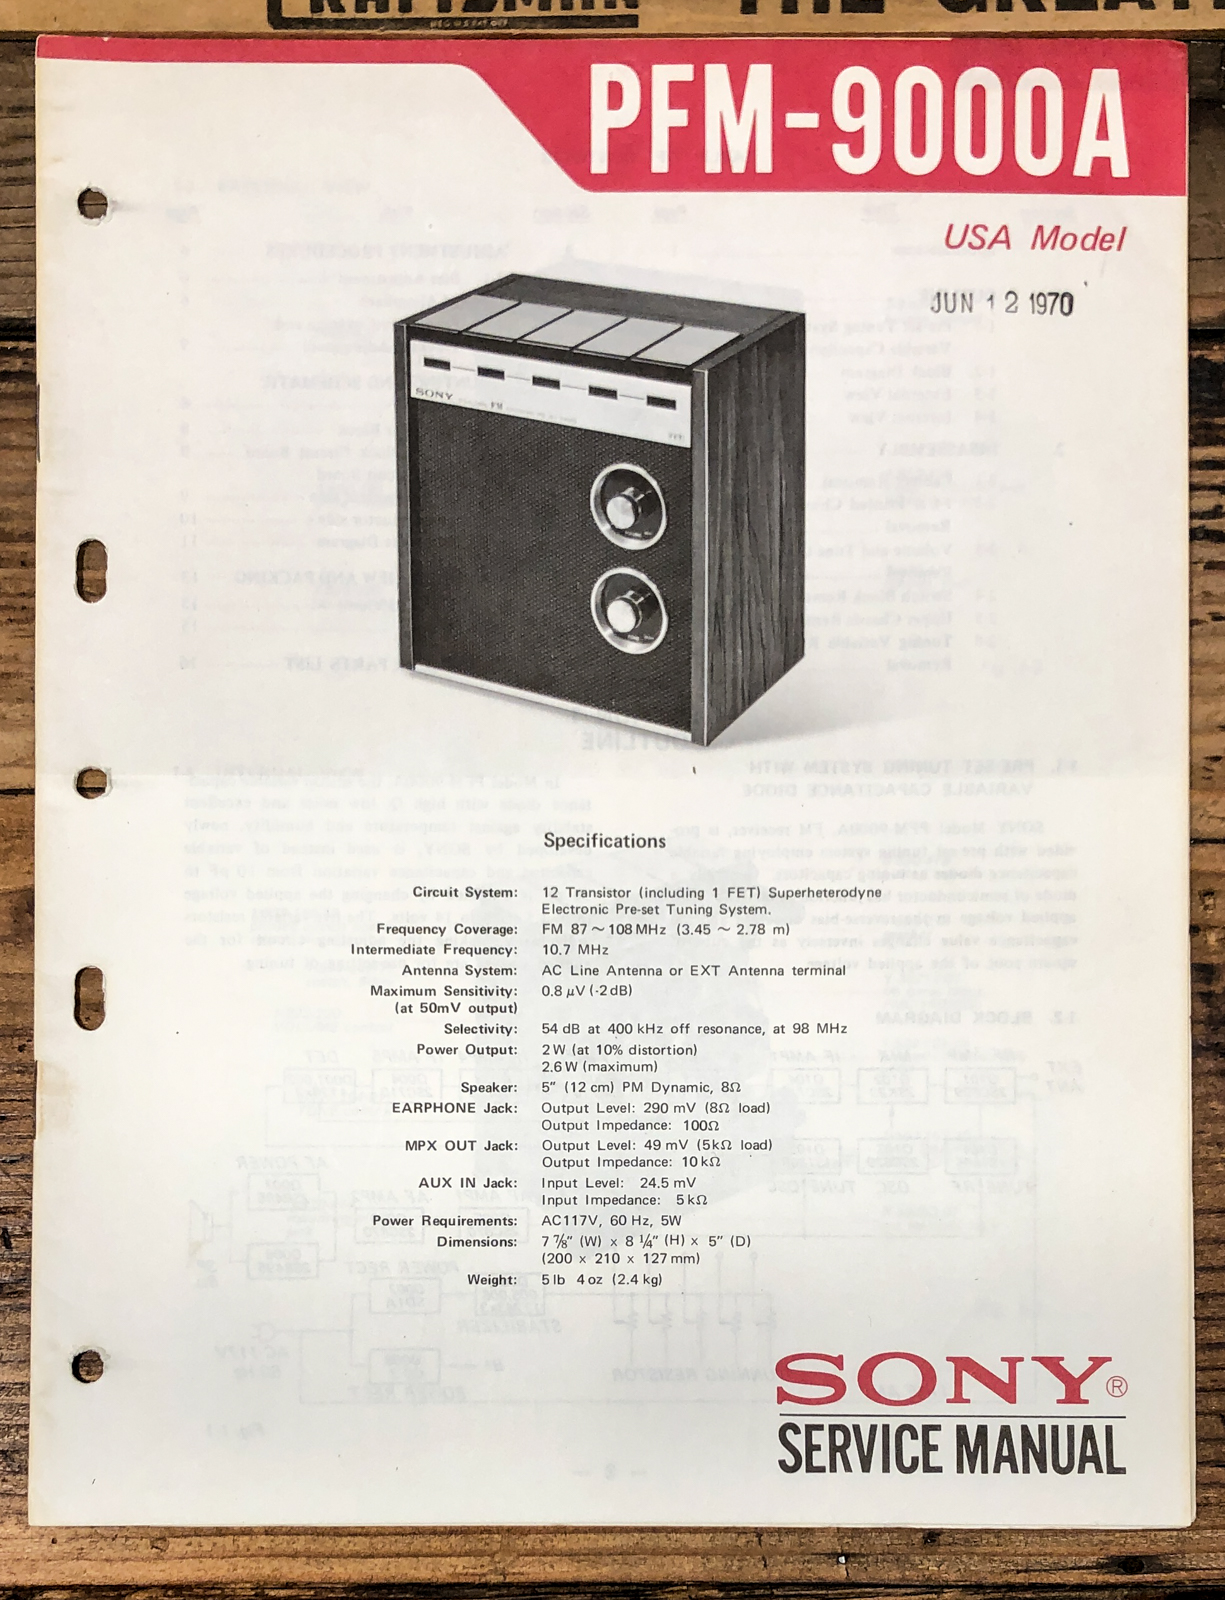 THE GREAT
PFM-9000A
USA Model
JUN 12 1970
SONY
FM
Specifications
Circuit System: 12 Transistor (including 1 FET) Superheterodyne
Electronic Pre-set Tuning System.
Frequency Coverage: FM 87 ~ 108 MHz (3.45 ~ 2.78 m)
Intermediate Frequency: 10.7 MHz
Antenna System: AC Line Antenna or EXT Antenna terminal
Maximum Sensitivity: 0.8 μV (-2 dB)
(at 50mV output)
Selectivity: 54 dB at 400 kHz off resonance, at 98 MHz
Power Output: 2 W (at 10% distortion)
2.6 W (maximum)
Speaker: 5" (12 cm) PM Dynamic, 8Ω
EARPHONE Jack: Output Level: 290 mV (8Ω load)
Output Impedance: 100Ω
MPX OUT Jack: Output Level: 49 mV (5 kΩ load)
Output Impedance: 10 kΩ
AUX IN Jack: Input Level: 24.5 mV
Input Impedance: 5 kΩ
Power Requirements: AC117V, 60 Hz, 5W
Dimensions: 7 ⅞" (W) x 8 ¼" (H) x 5" (D)
(200 x 210 x 127 mm)
Weight: 5 lb 4 oz (2.4 kg)
SONY®
SERVICE MANUAL